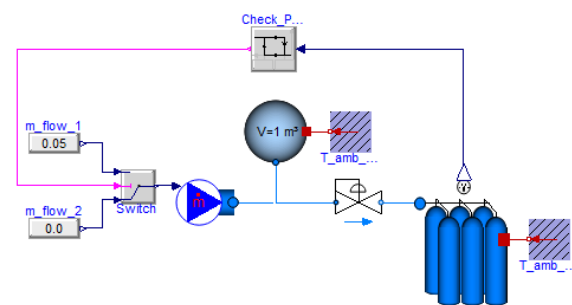 Check_P...
m_flow_1
0.05
V=1 m³
T_amb_...
Switch
ṁ
m_flow_2
0.0
T_amb_...